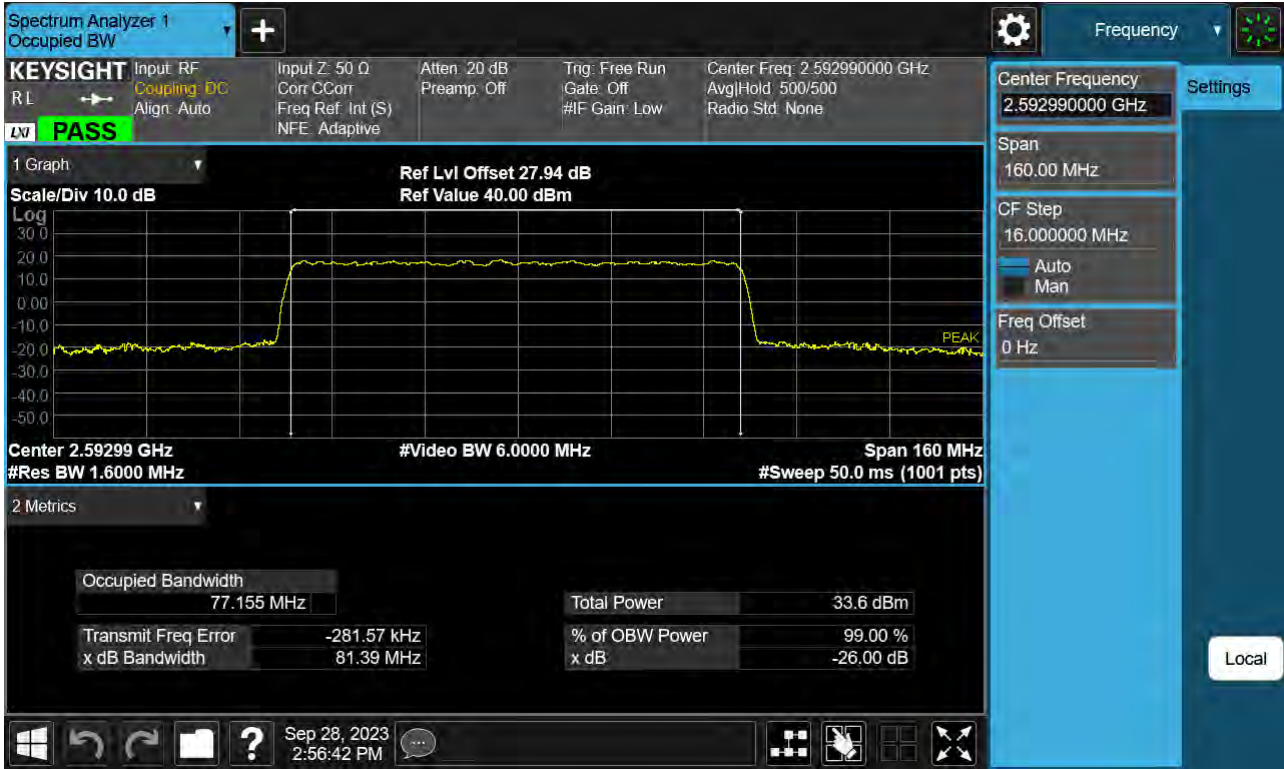 Spectrum Analyzer 1
Occupied BW
Frequency
KEYSIGHT
R L
LXI
PASS
Input: RF
Coupling: DC
Align: Auto
Input Z: 50 Ω
Corr CCorr
Freq Ref: Int (S)
NFE: Adaptive
Atten: 20 dB
Preamp: Off
Trig: Free Run
Gate: Off
#IF Gain: Low
Center Freq: 2.592990000 GHz
Avg|Hold: 500/500
Radio Std: None
1 Graph
Scale/Div 10.0 dB
Ref Lvl Offset 27.94 dB
Ref Value 40.00 dBm
Log
30.0
20.0
10.0
0.00
-10.0
-20.0
-30.0
-40.0
-50.0
PEAK
Center 2.59299 GHz
#Video BW 6.0000 MHz
Span 160 MHz
#Res BW 1.6000 MHz
#Sweep 50.0 ms (1001 pts)
2 Metrics
Occupied Bandwidth
77.155 MHz
Total Power 33.6 dBm
Transmit Freq Error -281.57 kHz
% of OBW Power 99.00 %
x dB Bandwidth 81.39 MHz
x dB -26.00 dB
Center Frequency
2.592990000 GHz
Span
160.00 MHz
CF Step
16.000000 MHz
Auto
Man
Freq Offset
0 Hz
Settings
Local
?
Sep 28, 2023
2:56:42 PM